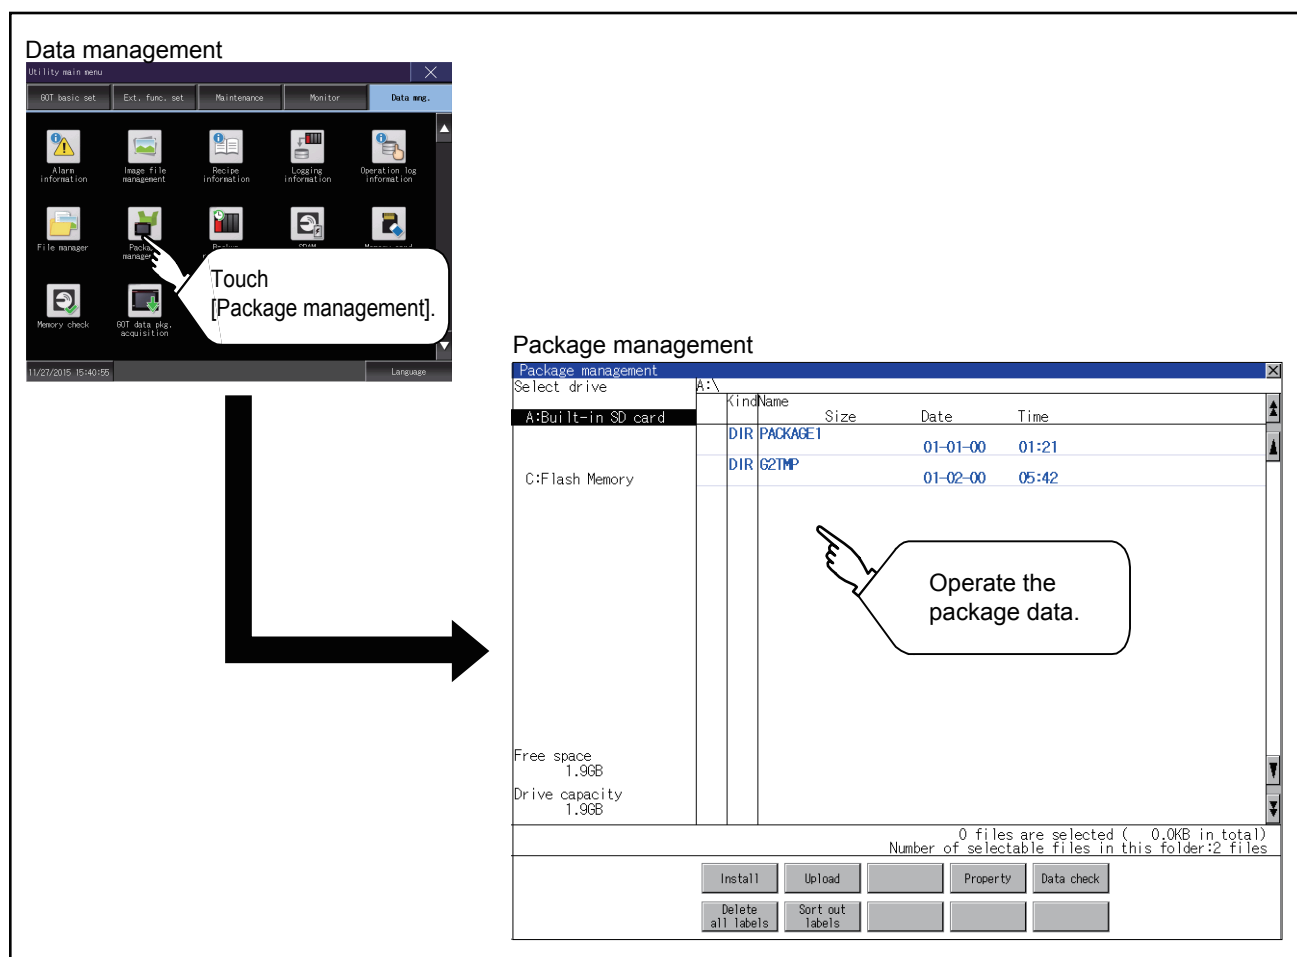 Data management
Utility main menu
GOT basic set Ext. func. set Maintenance Monitor Data mng.
Alarm information
Image file management
Recipe information
Logging information
Operation log information
File manager
Memory check
GOT data pkg. acquisition
Touch
[Package management].
11/27/2015 15:40:55 Language
Package management
Package management
Select drive A:\
Kind Name
Size Date Time
A:Built-in SD card
DIR PACKAGE1
01-01-00 01:21
DIR G2TMP
01-02-00 05:42
C:Flash Memory
Operate the
package data.
Free space
1.9GB
Drive capacity
1.9GB
0 files are selected ( 0.0KB in total)
Number of selectable files in this folder:2 files
Install Upload Property Data check
Delete all labels
Sort out labels